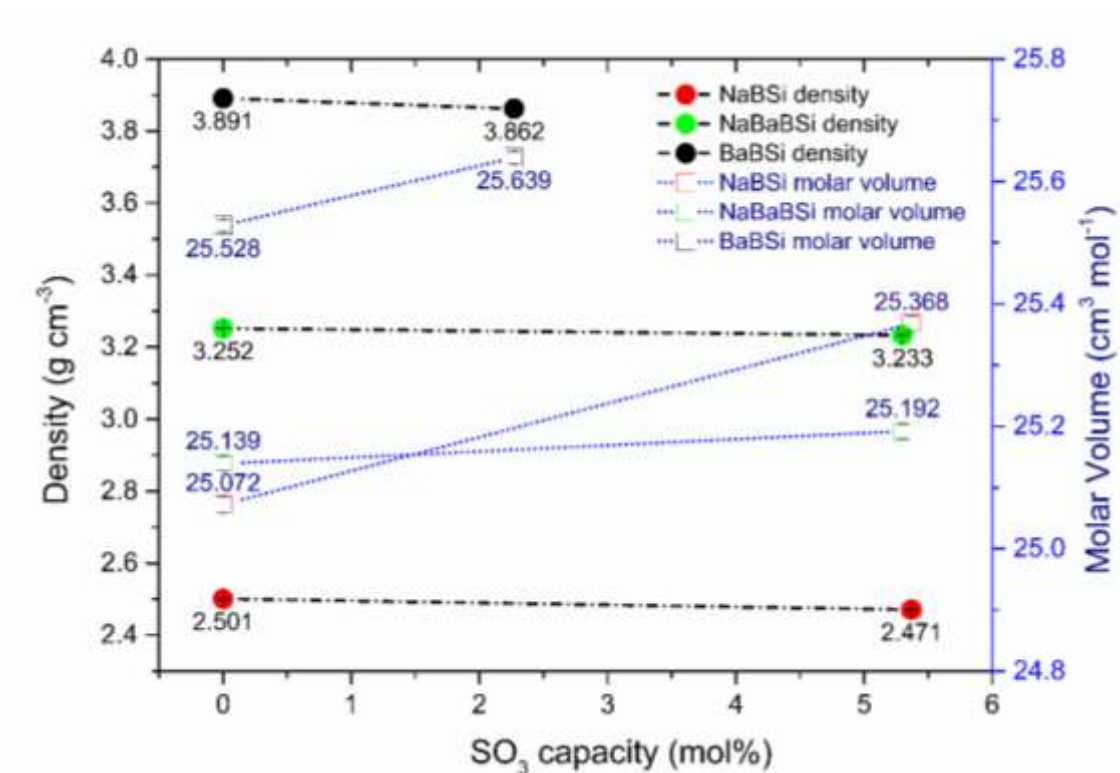 4.0
3.8
3.6
3.4
3.2
3.0
2.8
2.6
2.4
Density (g cm⁻³)
25.8
25.6
25.4
25.2
25.0
24.8
Molar Volume (cm³ mol⁻¹)
0 1 2 3 4 5 6
SO₃ capacity (mol%)
NaBSi density
NaBaBSi density
BaBSi density
NaBSi molar volume
NaBaBSi molar volume
BaBSi molar volume
3.891
3.862
25.639
25.528
25.368
3.252
3.233
25.192
25.139
25.072
2.501
2.471